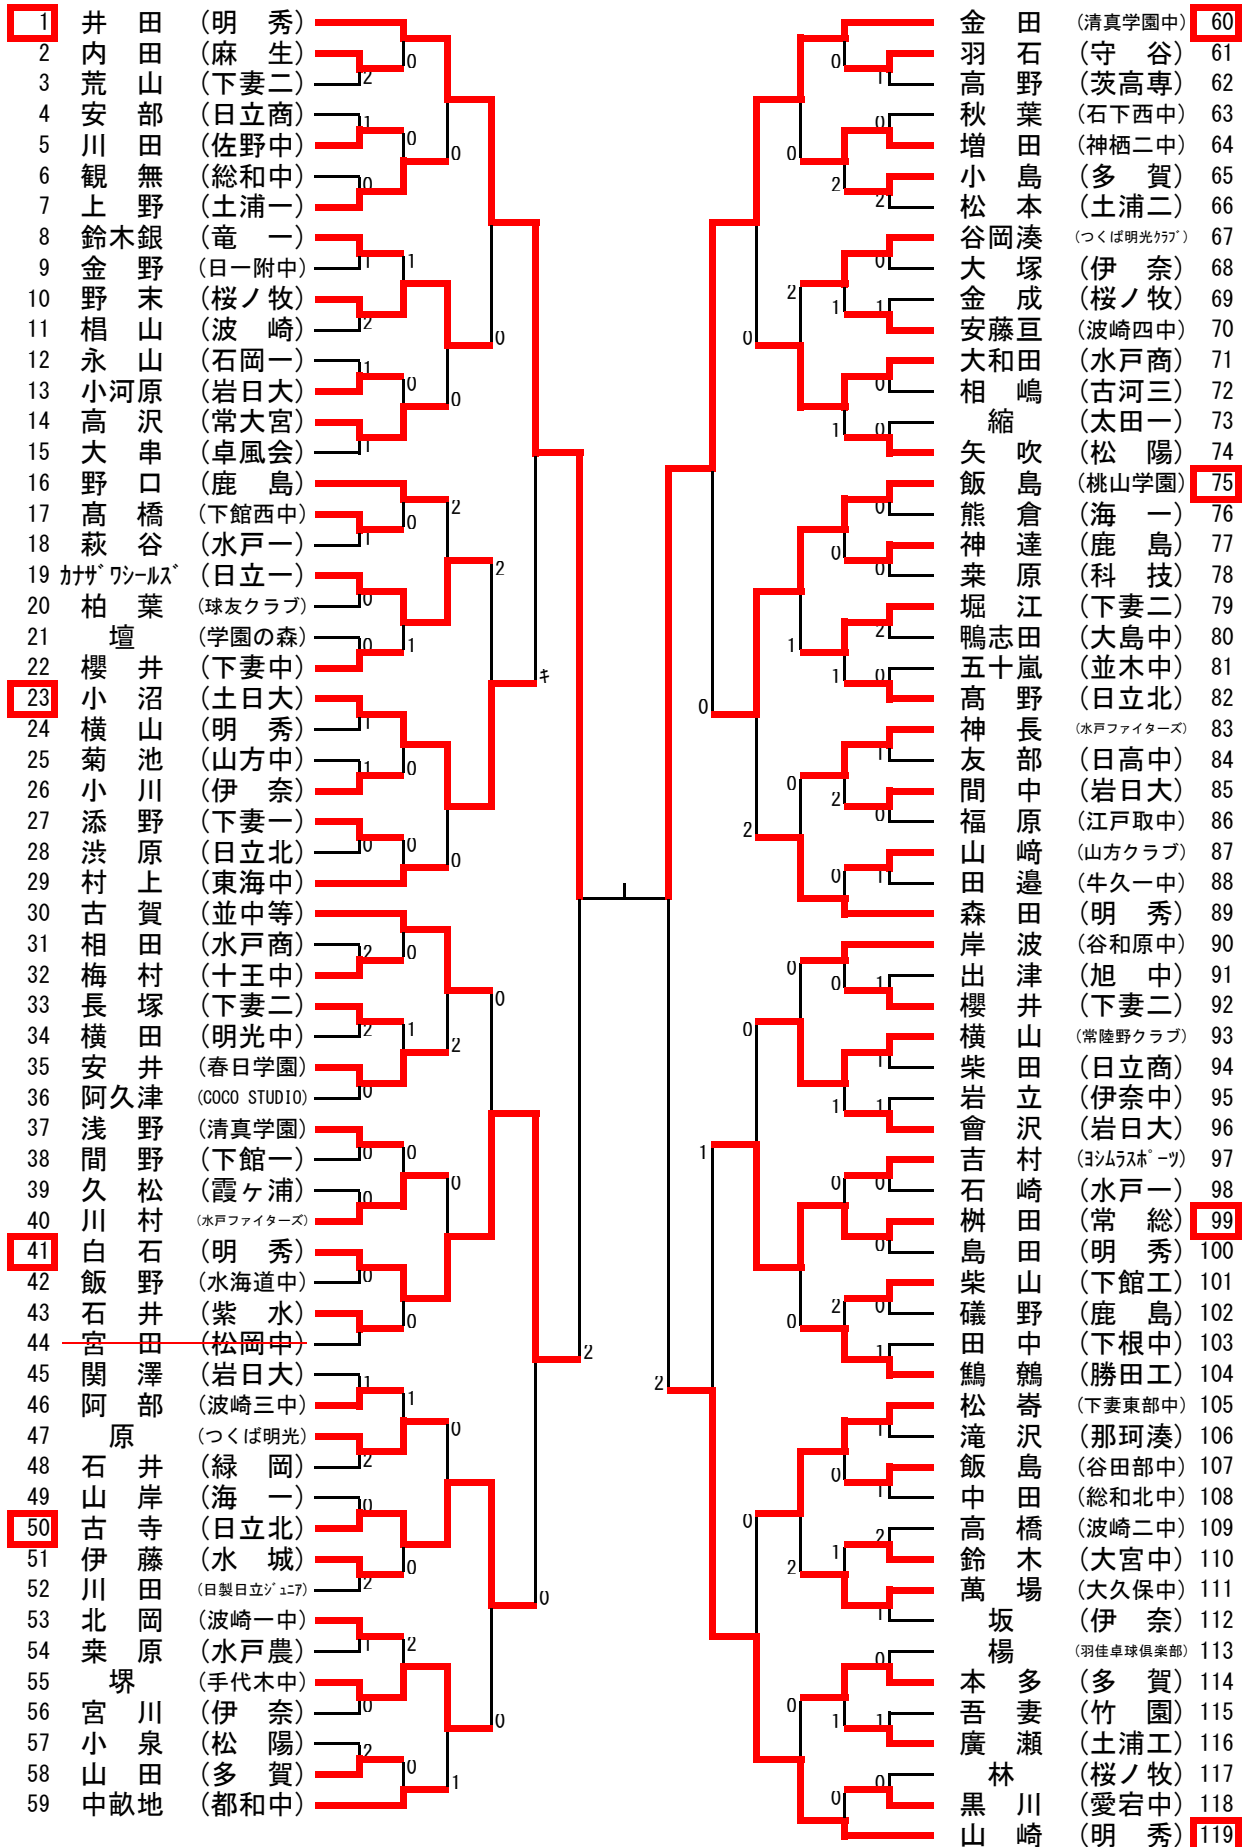 1 井 田 (明 秀)
2 内 田 (麻 生)
3 荒 山 (下妻二)
4 安 部 (日立商)
5 川 田 (佐野中)
6 観 無 (総和中)
7 上 野 (土浦一)
8 鈴木銀 (竜 一)
9 金 野 (日一附中)
10 野 末 (桜ノ牧)
11 椙 山 (波 崎)
12 永 山 (石岡一)
13 小河原 (岩日大)
14 高 沢 (常大宮)
15 大 串 (卓風会)
16 野 口 (鹿 島)
17 髙 橋 (下館西中)
18 萩 谷 (水戸一)
19 カナザワシールズ (日立一)
20 柏 葉 (球友クラブ)
21 壇 (学園の森)
22 櫻 井 (下妻中)
23 小 沼 (土日大)
24 横 山 (明 秀)
25 菊 池 (山方中)
26 小 川 (伊 奈)
27 添 野 (下妻一)
28 渋 原 (日立北)
29 村 上 (東海中)
30 古 賀 (並中等)
31 相 田 (水戸商)
32 梅 村 (十王中)
33 長 塚 (下妻二)
34 横 田 (明光中)
35 安 井 (春日学園)
36 阿久津 (COCO STUDIO)
37 浅 野 (清真学園)
38 間 野 (下館一)
39 久 松 (霞ヶ浦)
40 川 村 (水戸ファイターズ)
41 白 石 (明 秀)
42 飯 野 (水海道中)
43 石 井 (紫 水)
44 宮 田 (松岡中)
45 関 澤 (岩日大)
46 阿 部 (波崎三中)
47 原 (つくば明光)
48 石 井 (緑 岡)
49 山 岸 (海 一)
50 古 寺 (日立北)
51 伊 藤 (水 城)
52 川 田 (日製日立ジュニア)
53 北 岡 (波崎一中)
54 桒 原 (水戸農)
55 堺 (手代木中)
56 宮 川 (伊 奈)
57 小 泉 (松 陽)
58 山 田 (多 賀)
59 中畝地 (都和中)
金 田 (清真学園中) 60
羽 石 (守 谷) 61
高 野 (茨高専) 62
秋 葉 (石下西中) 63
増 田 (神栖二中) 64
小 島 (多 賀) 65
松 本 (土浦二) 66
谷岡湊 (つくば明光クラブ) 67
大 塚 (伊 奈) 68
金 成 (桜ノ牧) 69
安藤亘 (波崎四中) 70
大和田 (水戸商) 71
相 嶋 (古河三) 72
縮 (太田一) 73
矢 吹 (松 陽) 74
飯 島 (桃山学園) 75
熊 倉 (海 一) 76
神 達 (鹿 島) 77
桒 原 (科 技) 78
堀 江 (下妻二) 79
鴨志田 (大島中) 80
五十嵐 (並木中) 81
髙 野 (日立北) 82
神 長 (水戸ファイターズ) 83
友 部 (日高中) 84
間 中 (岩日大) 85
福 原 (江戸取中) 86
山 﨑 (山方クラブ) 87
田 邉 (牛久一中) 88
森 田 (明 秀) 89
岸 波 (谷和原中) 90
出 津 (旭 中) 91
櫻 井 (下妻二) 92
横 山 (常陸野クラブ) 93
柴 田 (日立商) 94
岩 立 (伊奈中) 95
會 沢 (岩日大) 96
吉 村 (ヨシムラスポーツ) 97
石 崎 (水戸一) 98
桝 田 (常 総) 99
島 田 (明 秀) 100
柴 山 (下館工) 101
礒 野 (鹿 島) 102
田 中 (下根中) 103
鷦 鷯 (勝田工) 104
松 嵜 (下妻東部中) 105
滝 沢 (那珂湊) 106
飯 島 (谷田部中) 107
中 田 (総和北中) 108
高 橋 (波崎二中) 109
鈴 木 (大宮中) 110
萬 場 (大久保中) 111
坂 (伊 奈) 112
楊 (羽佳卓球倶楽部) 113
本 多 (多 賀) 114
吾 妻 (竹 園) 115
廣 瀬 (土浦工) 116
林 (桜ノ牧) 117
黒 川 (愛宕中) 118
山 崎 (明 秀) 119